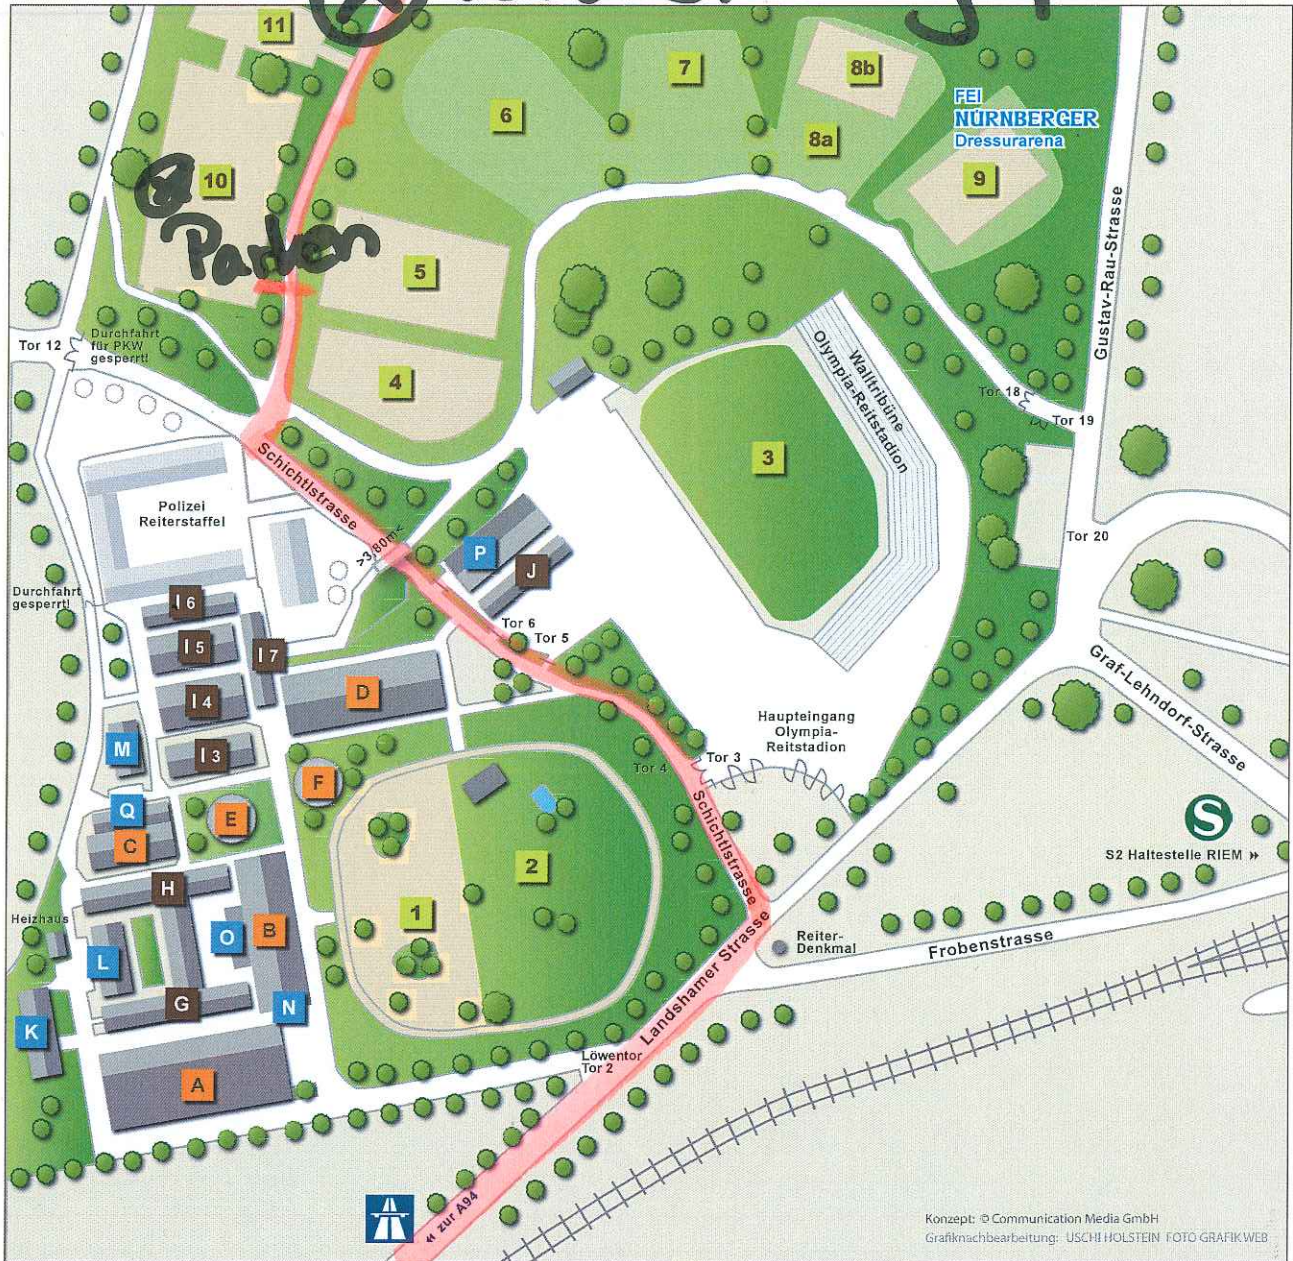 11
7
8b
6
FEI
NÜRNBERGER
Dressurarena
8a
10
9
Parken
5
Gustav-Rau-Strasse
Tor 12
Durchfahrt
für PKW
gesperrt!
4
Walltribüne
Olympia-Reitstadion
Tor 18
Tor 19
3
Schichtlstrasse
Polizei
Reiterstaffel
>3,80m<
P
J
Tor 20
Durchfahrt
gesperrt!
I 6
I 5
I 7
I 4
I 3
Tor 6
Tor 5
D
Graf-Lehndorf-Strasse
Haupteingang
Olympia-
Reitstadion
M
Tor 4
Tor 3
F
Schichtlstrasse
Q
E
C
S
S2 Haltestelle RIEM »
2
H
1
Heizhaus
O
B
Reiter-
Denkmal
Frobenstrasse
L
G
N
K
Landshamer Strasse
Löwentor
Tor 2
A
« zur A94
Konzept: © Communication Media GmbH
Grafiknachbearbeitung: USCHI HOLSTEIN FOTO GRAFIK WEB